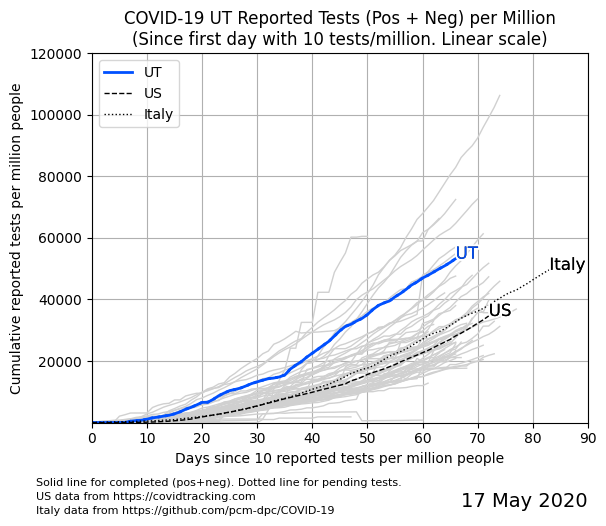 COVID-19 UT Reported Tests (Pos + Neg) per Million
(Since first day with 10 tests/million. Linear scale)
Cumulative reported tests per million people
120000
100000
80000
60000
40000
20000
UT
US
Italy
UT
Italy
US
0 10 20 30 40 50 60 70 80 90
Days since 10 reported tests per million people
Solid line for completed (pos+neg). Dotted line for pending tests.
US data from https://covidtracking.com
Italy data from https://github.com/pcm-dpc/COVID-19
17 May 2020